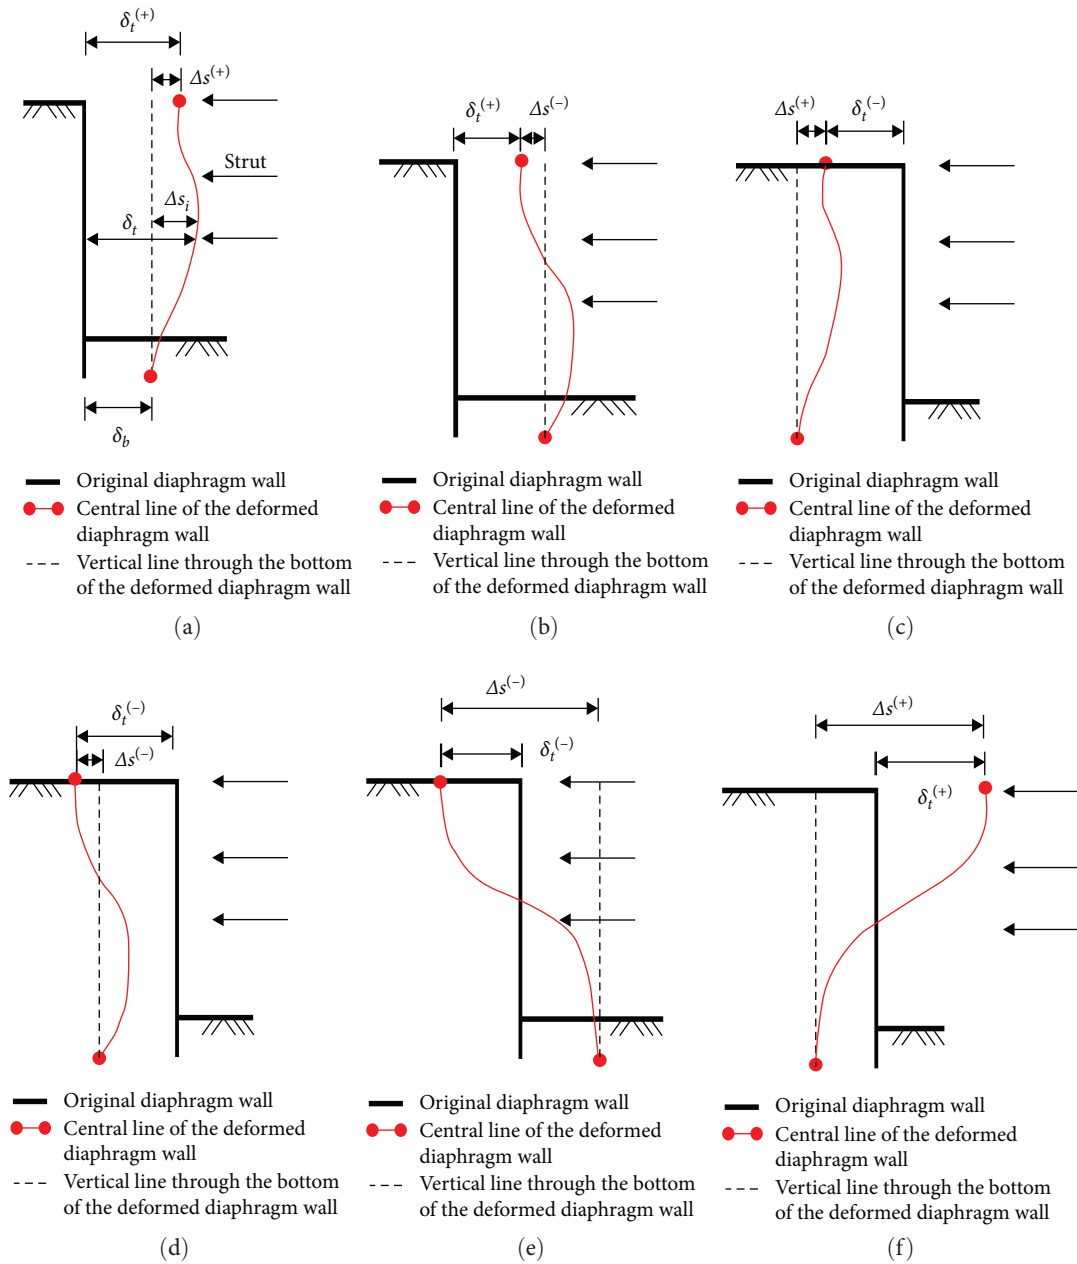 δt(+)
Δs(+)
Strut
Δsi
δt
δb
Original diaphragm wall
Central line of the deformed
diaphragm wall
Vertical line through the bottom
of the deformed diaphragm wall
(a)
δt(+)
Δs(−)
Original diaphragm wall
Central line of the deformed
diaphragm wall
Vertical line through the bottom
of the deformed diaphragm wall
(b)
Δs(+)
δt(−)
Original diaphragm wall
Central line of the deformed
diaphragm wall
Vertical line through the bottom
of the deformed diaphragm wall
(c)
δt(−)
Δs(−)
Original diaphragm wall
Central line of the deformed
diaphragm wall
Vertical line through the bottom
of the deformed diaphragm wall
(d)
Δs(−)
δt(−)
Original diaphragm wall
Central line of the deformed
diaphragm wall
Vertical line through the bottom
of the deformed diaphragm wall
(e)
Δs(+)
δt(+)
Original diaphragm wall
Central line of the deformed
diaphragm wall
Vertical line through the bottom
of the deformed diaphragm wall
(f)